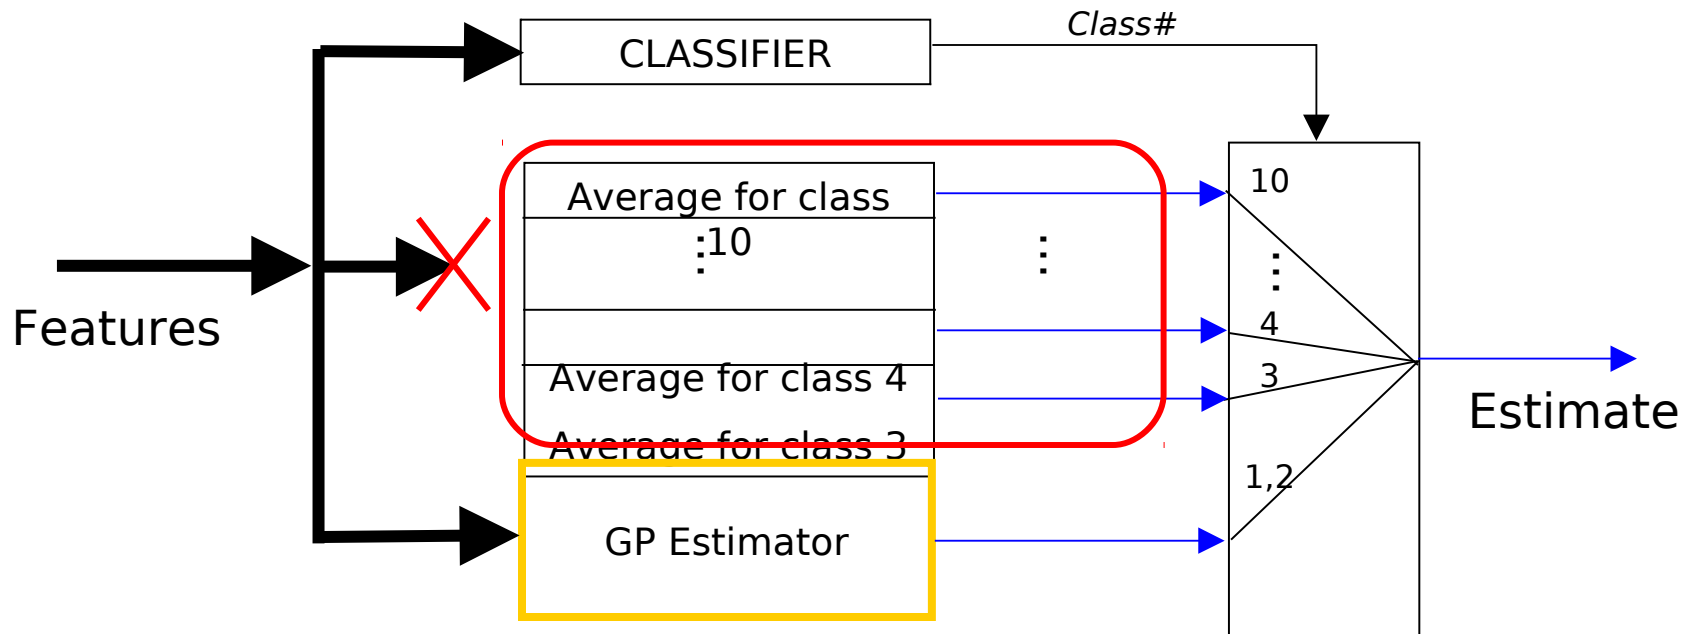 Class#
CLASSIFIER
Average for class
⋮10
⋮
10
⋮
4
3
1,2
Features
Average for class 4
Average for class 3
GP Estimator
Estimate